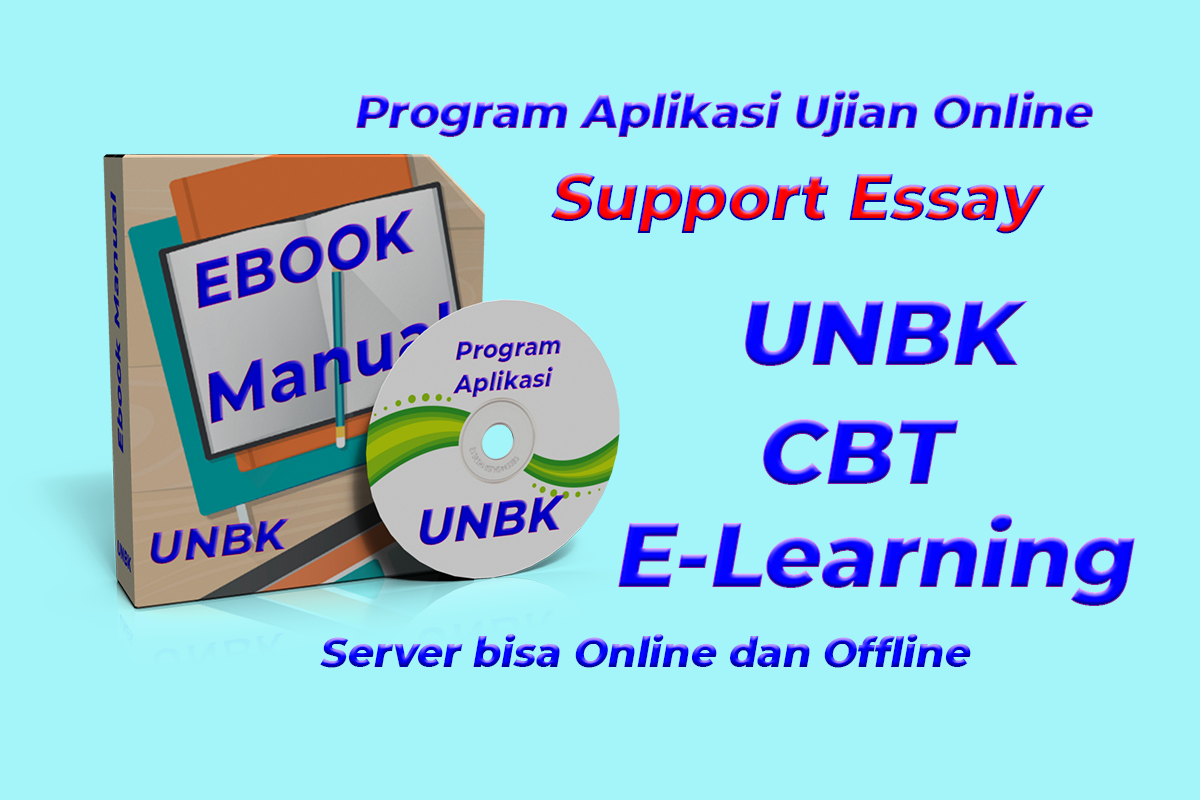 Program Aplikasi Ujian Online
Support Essay
UNBK
CBT
E-Learning
Server bisa Online dan Offline
EBOOK
Manual
UNBK
Ebook Manual
UNBK
Program
Aplikasi
UNBK